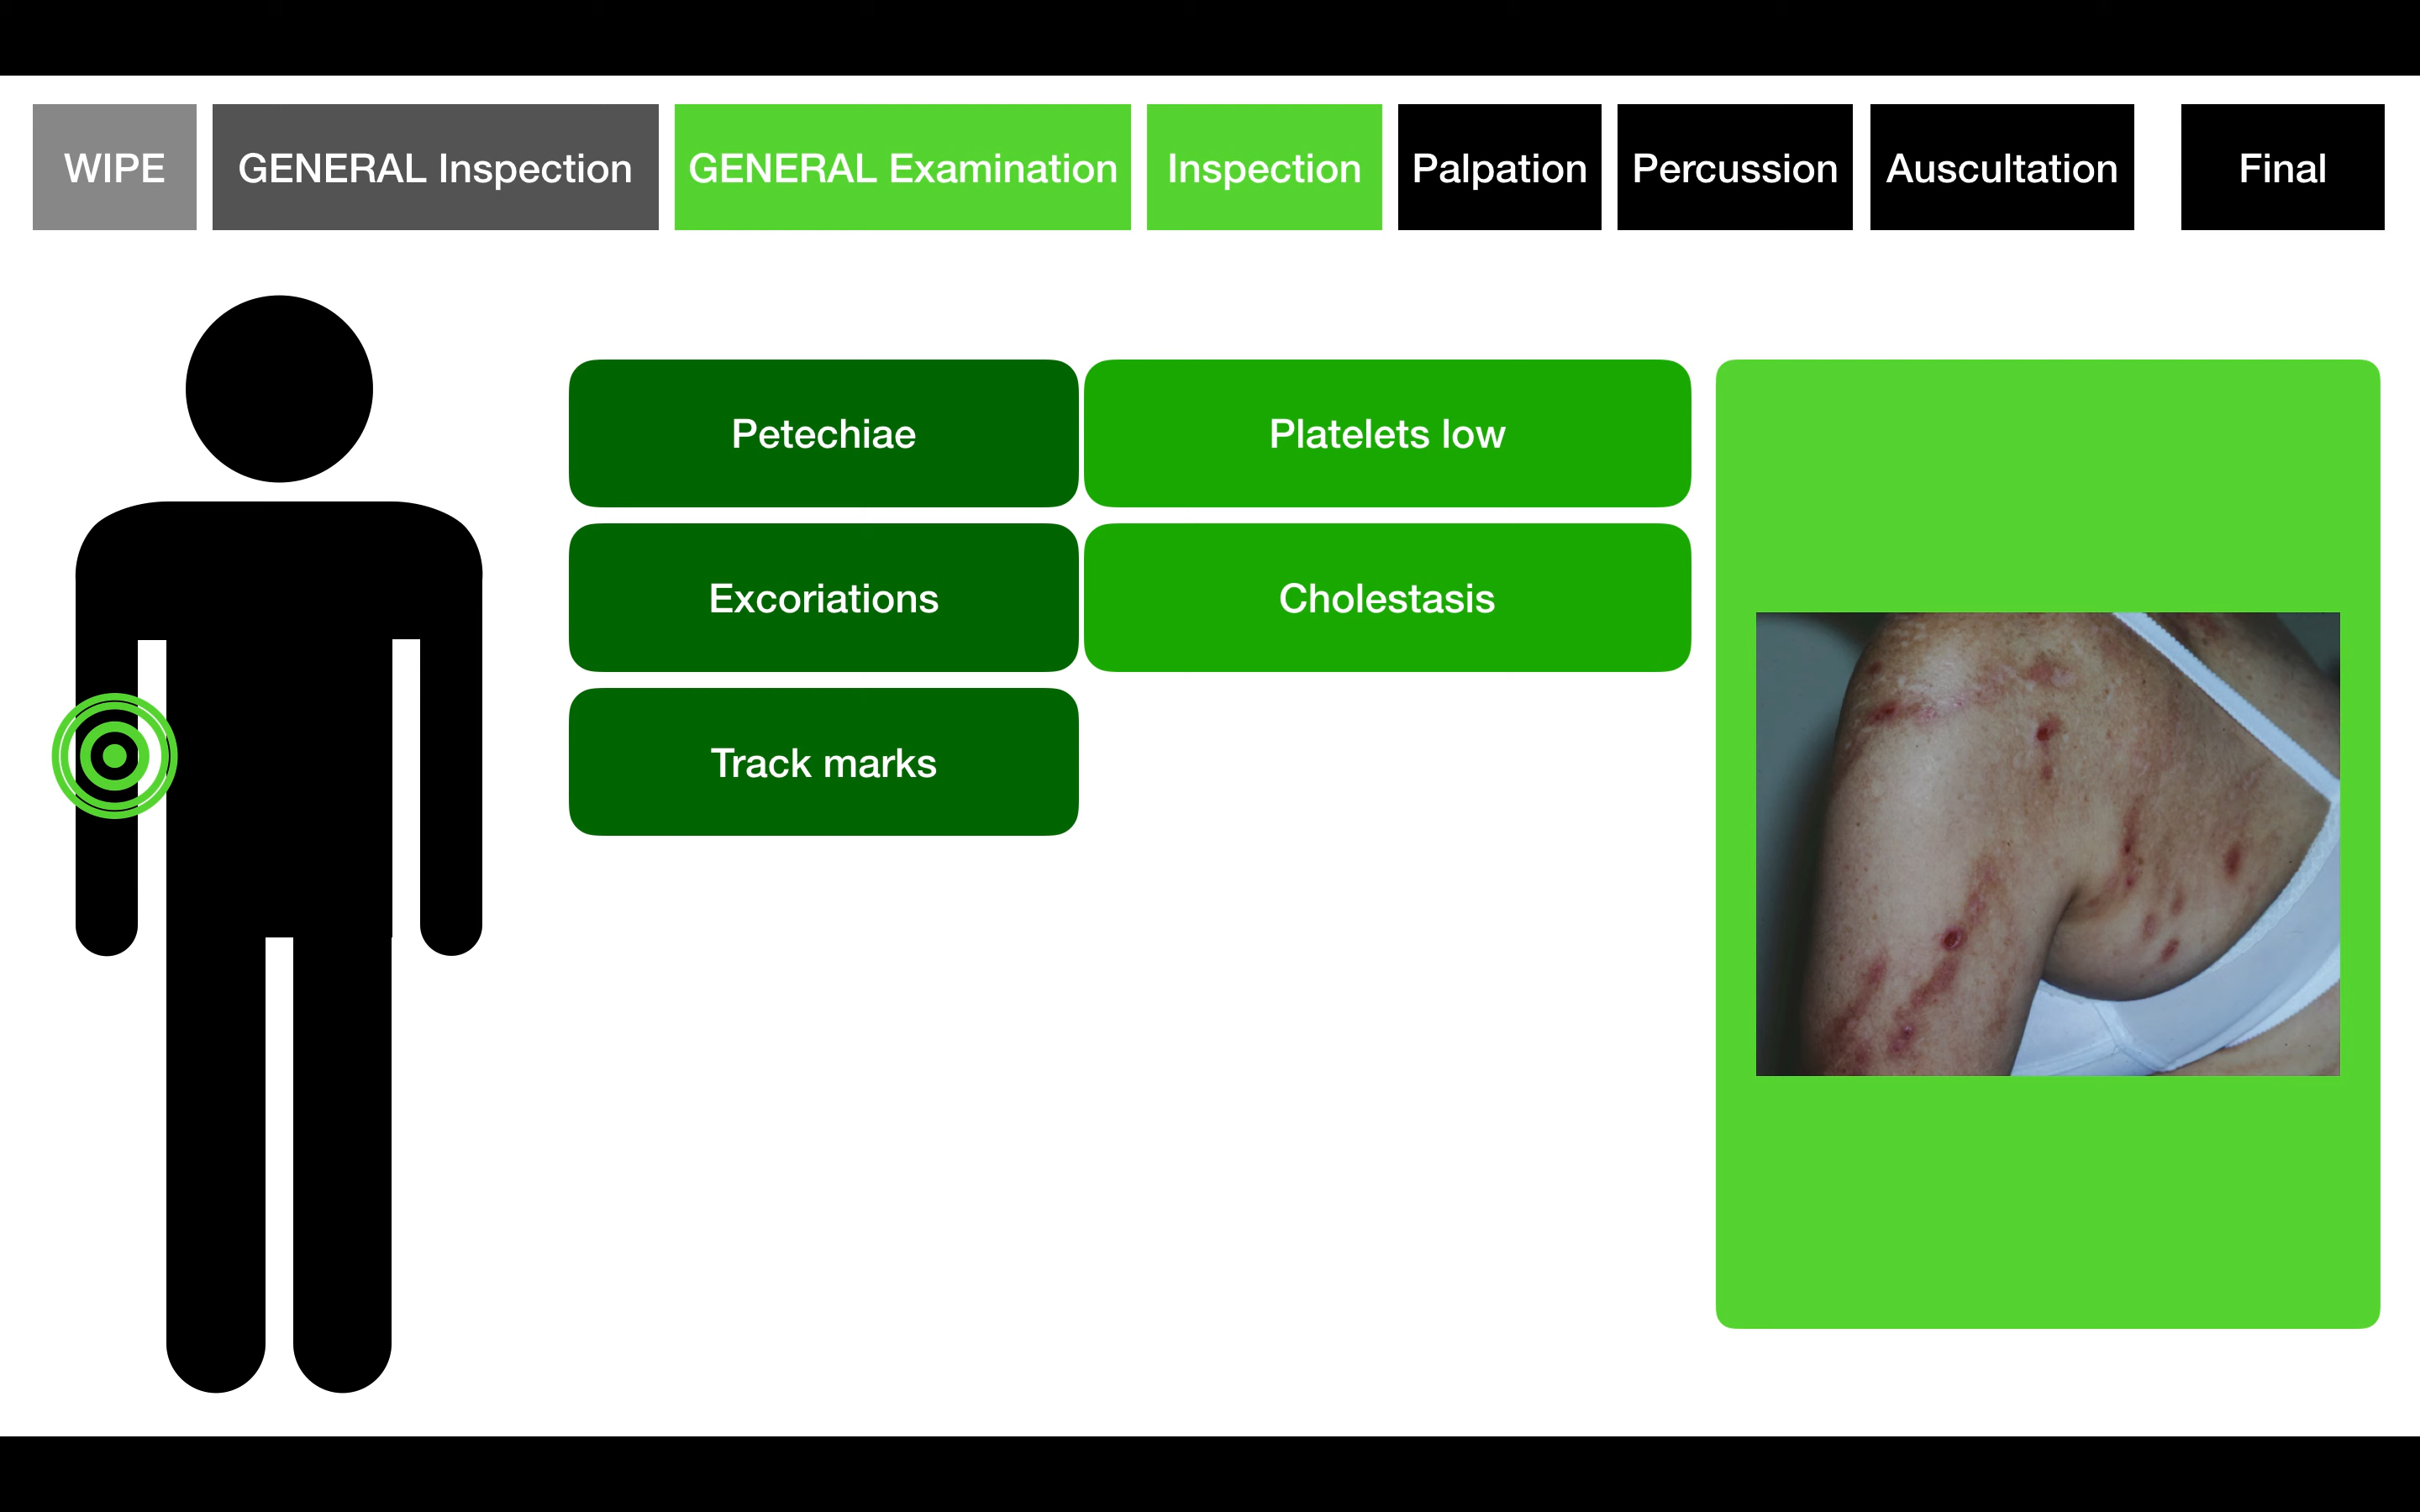 WIPE
GENERAL Inspection
GENERAL Examination
Inspection
Palpation
Percussion
Auscultation
Final
Petechiae
Platelets low
Excoriations
Cholestasis
Track marks